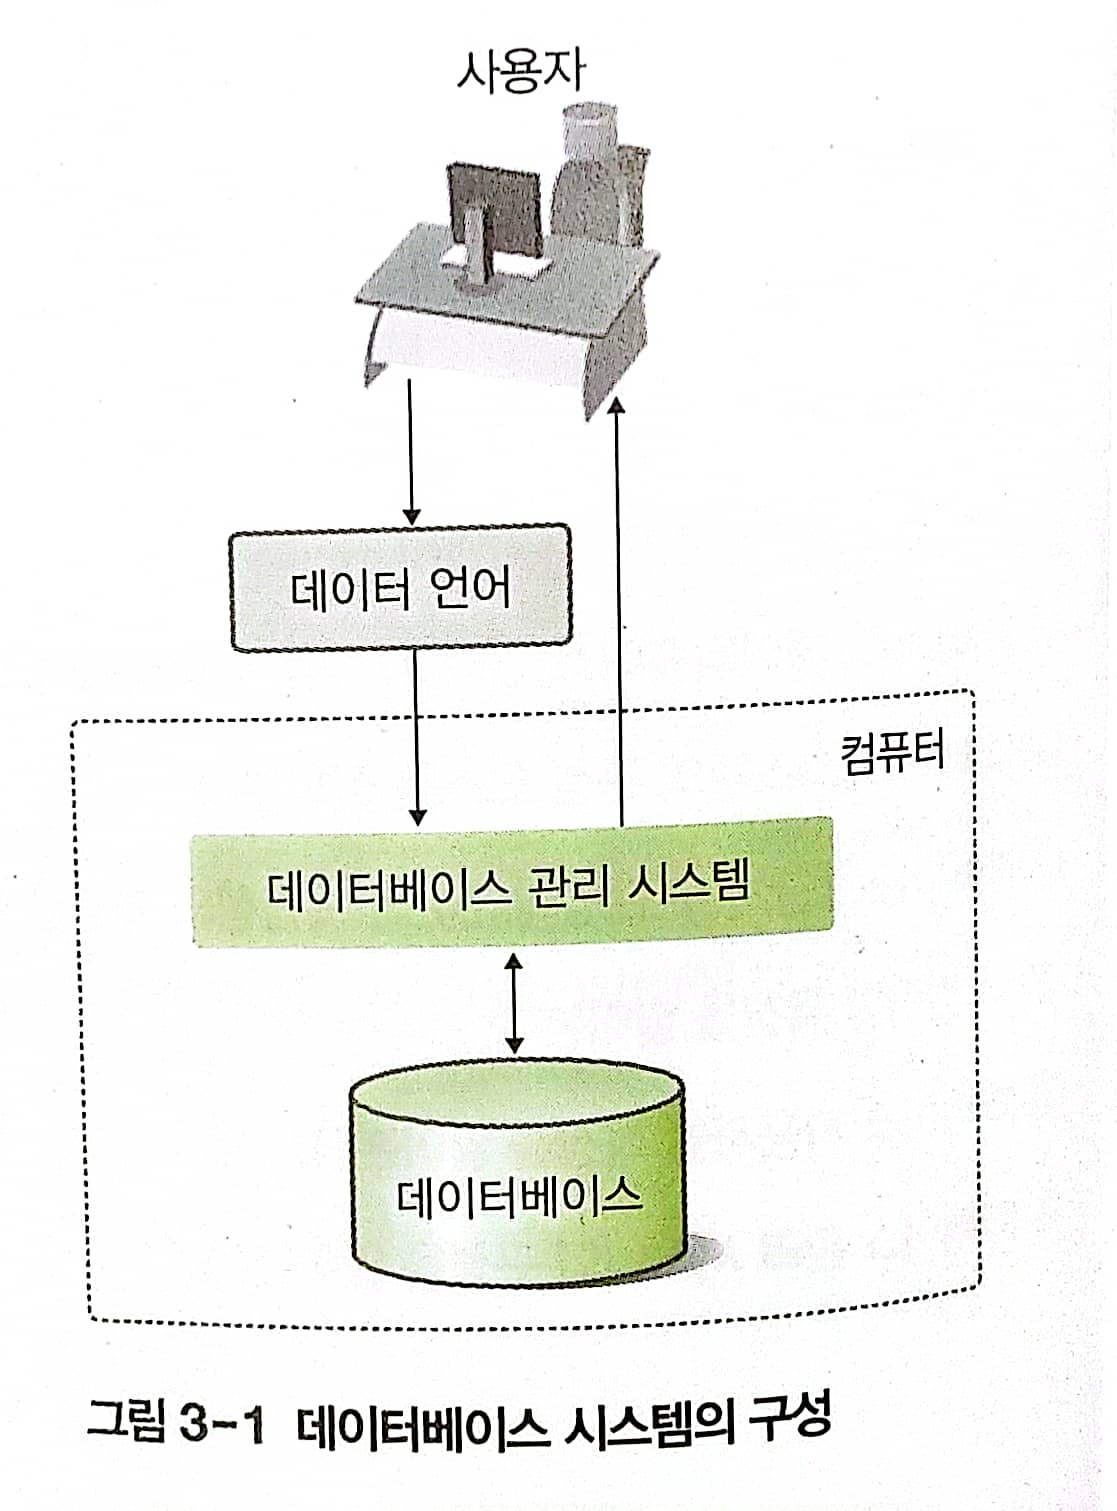 사용자
데이터 언어
컴퓨터
데이터베이스 관리 시스템
데이터베이스
그림 3-1 데이터베이스 시스템의 구성